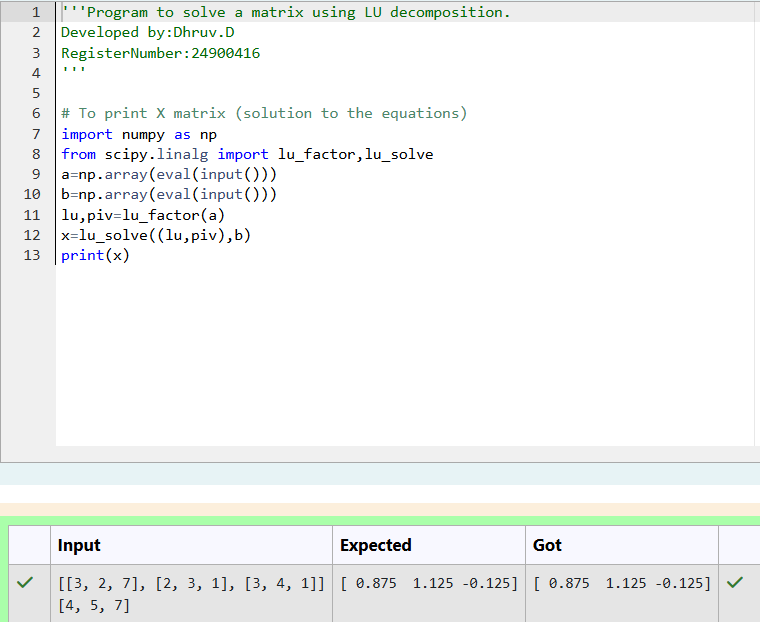 1 '''Program to solve a matrix using LU decomposition.
2 Developed by:Dhruv.D
3 RegisterNumber:24900416
4 '''
5
6 # To print X matrix (solution to the equations)
7 import numpy as np
8 from scipy.linalg import lu_factor,lu_solve
9 a=np.array(eval(input()))
10 b=np.array(eval(input()))
11 lu,piv=lu_factor(a)
12 x=lu_solve((lu,piv),b)
13 print(x)
Input Expected Got
[[3, 2, 7], [2, 3, 1], [3, 4, 1]] [ 0.875  1.125 -0.125] [ 0.875  1.125 -0.125]
[4, 5, 7]